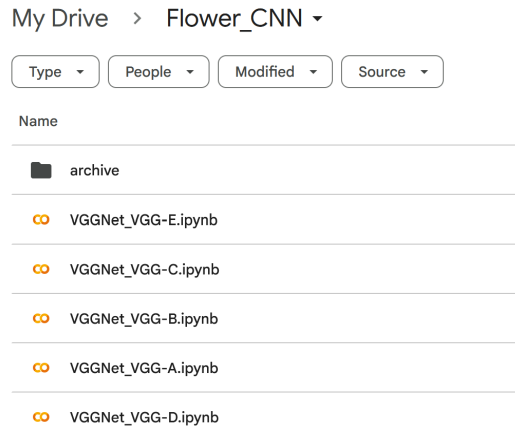 My Drive > Flower_CNN
Type People Modified Source
Name
archive
VGGNet_VGG-E.ipynb
VGGNet_VGG-C.ipynb
VGGNet_VGG-B.ipynb
VGGNet_VGG-A.ipynb
VGGNet_VGG-D.ipynb